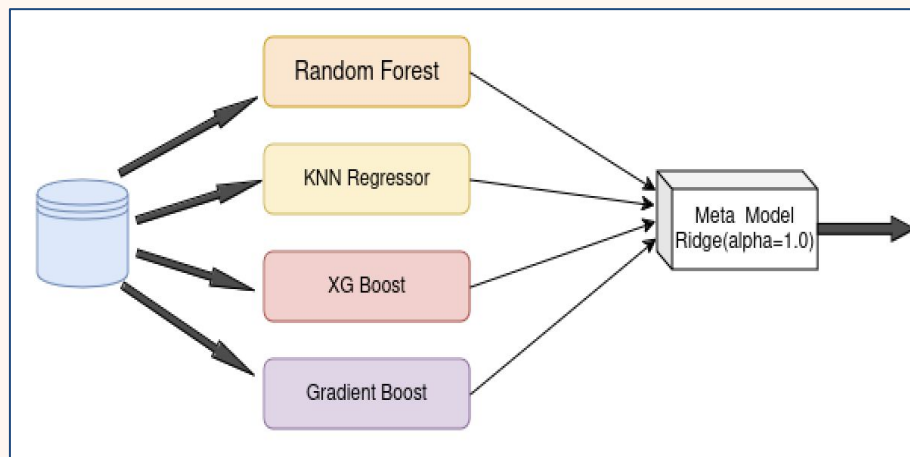 Random Forest
KNN Regressor
XG Boost
Gradient Boost
Meta Model
Ridge(alpha=1.0)